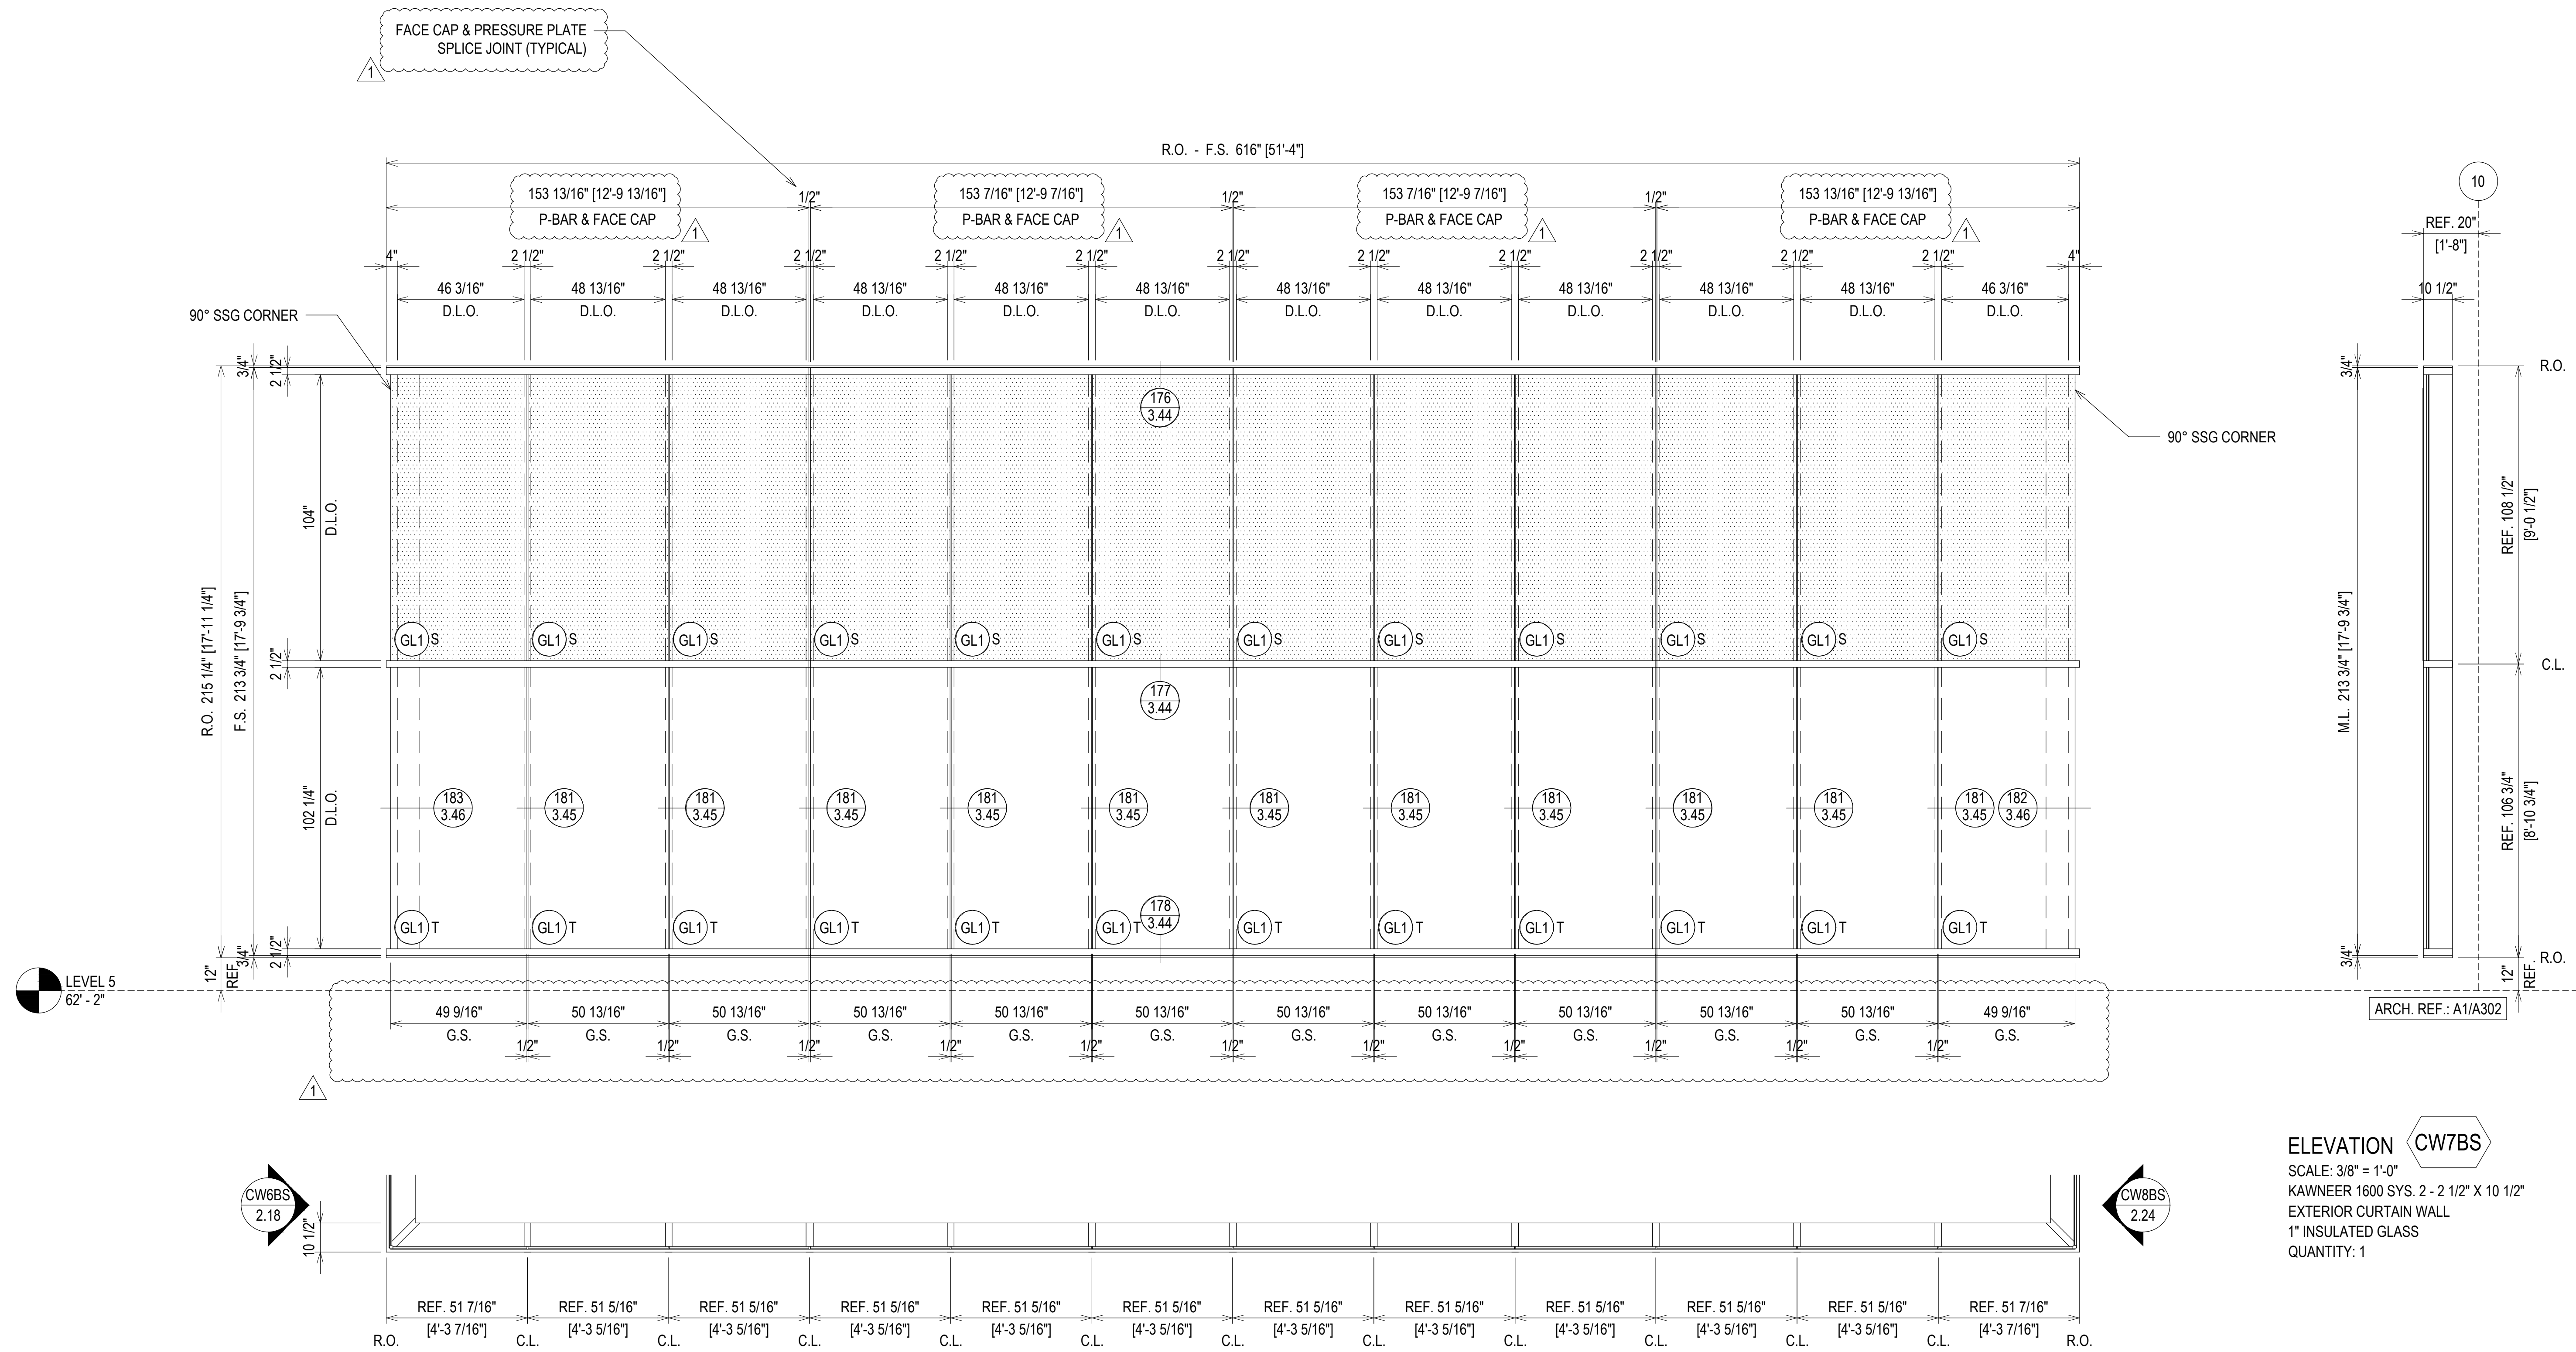 FACE CAP & PRESSURE PLATE
SPLICE JOINT (TYPICAL)
1
R.O. - F.S. 616" [51'-4"]
153 13/16" [12'-9 13/16"]
P-BAR & FACE CAP
1
1/2"
153 7/16" [12'-9 7/16"]
P-BAR & FACE CAP
1
1/2"
153 7/16" [12'-9 7/16"]
P-BAR & FACE CAP
1
1/2"
153 13/16" [12'-9 13/16"]
P-BAR & FACE CAP
1
10
REF. 20"
[1'-8"]
10 1/2"
4" 2 1/2" 2 1/2" 2 1/2" 2 1/2" 2 1/2" 2 1/2" 2 1/2" 2 1/2" 2 1/2" 2 1/2" 2 1/2" 4"
46 3/16" 48 13/16" 48 13/16" 48 13/16" 48 13/16" 48 13/16" 48 13/16" 48 13/16" 48 13/16" 48 13/16" 48 13/16" 46 3/16"
D.L.O. D.L.O. D.L.O. D.L.O. D.L.O. D.L.O. D.L.O. D.L.O. D.L.O. D.L.O. D.L.O. D.L.O.
90° SSG CORNER
90° SSG CORNER
R.O. 215 1/4" [17'-11 1/4"]
F.S. 213 3/4" [17'-9 3/4"]
3/4"
2 1/2"
104"
D.L.O.
2 1/2"
102 1/4"
D.L.O.
2 1/2"
3/4"
12"
REF.
176
3.44
GL1 S GL1 S GL1 S GL1 S GL1 S GL1 S GL1 S GL1 S GL1 S GL1 S GL1 S GL1 S
177
3.44
183 181 181 181 181 181 181 181 181 181 181 181 182
3.46 3.45 3.45 3.45 3.45 3.45 3.45 3.45 3.45 3.45 3.45 3.45 3.46
178
3.44
GL1 T GL1 T GL1 T GL1 T GL1 T GL1 T GL1 T GL1 T GL1 T GL1 T GL1 T GL1 T
3/4"
M.L. 213 3/4" [17'-9 3/4"]
3/4"
R.O.
REF. 108 1/2"
[9'-0 1/2"]
C.L.
REF. 106 3/4"
[8'-10 3/4"]
R.O.
12"
REF.
LEVEL 5
62' - 2"
ARCH. REF.: A1/A302
49 9/16" 50 13/16" 50 13/16" 50 13/16" 50 13/16" 50 13/16" 50 13/16" 50 13/16" 50 13/16" 50 13/16" 50 13/16" 49 9/16"
G.S. G.S. G.S. G.S. G.S. G.S. G.S. G.S. G.S. G.S. G.S. G.S.
1/2" 1/2" 1/2" 1/2" 1/2" 1/2" 1/2" 1/2" 1/2" 1/2" 1/2"
1
ELEVATION CW7BS
SCALE: 3/8" = 1'-0"
KAWNEER 1600 SYS. 2 - 2 1/2" X 10 1/2"
EXTERIOR CURTAIN WALL
1" INSULATED GLASS
QUANTITY: 1
CW6BS
2.18
10 1/2"
CW8BS
2.24
REF. 51 7/16" REF. 51 5/16" REF. 51 5/16" REF. 51 5/16" REF. 51 5/16" REF. 51 5/16" REF. 51 5/16" REF. 51 5/16" REF. 51 5/16" REF. 51 5/16" REF. 51 5/16" REF. 51 7/16"
[4'-3 7/16"] [4'-3 5/16"] [4'-3 5/16"] [4'-3 5/16"] [4'-3 5/16"] [4'-3 5/16"] [4'-3 5/16"] [4'-3 5/16"] [4'-3 5/16"] [4'-3 5/16"] [4'-3 5/16"] [4'-3 7/16"]
R.O. C.L. C.L. C.L. C.L. C.L. C.L. C.L. C.L. C.L. C.L. C.L. R.O.